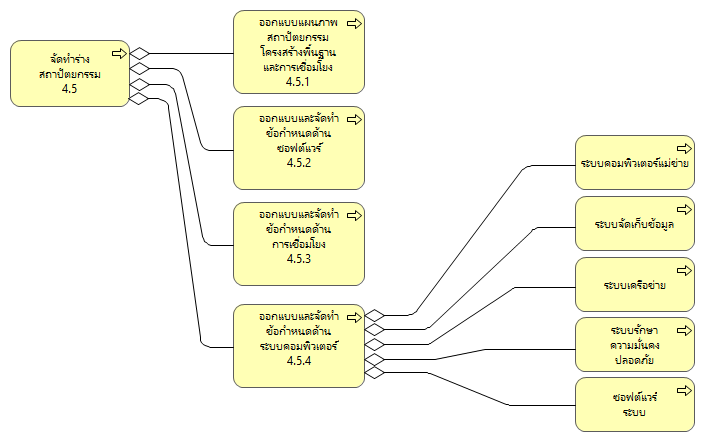 จัดทำร่าง
สถาปัตยกรรม
4.5
ออกแบบแผนภาพ
สถาปัตยกรรม
โครงสร้างพื้นฐาน
และการเชื่อมโยง
4.5.1
ออกแบบและจัดทำ
ข้อกำหนดด้าน
ซอฟต์แวร์
4.5.2
ออกแบบและจัดทำ
ข้อกำหนดด้าน
การเชื่อมโยง
4.5.3
ออกแบบและจัดทำ
ข้อกำหนดด้าน
ระบบคอมพิวเตอร์
4.5.4
ระบบคอมพิวเตอร์แม่ข่าย
ระบบจัดเก็บข้อมูล
ระบบเครือข่าย
ระบบรักษา
ความมั่นคง
ปลอดภัย
ซอฟต์แวร์
ระบบ